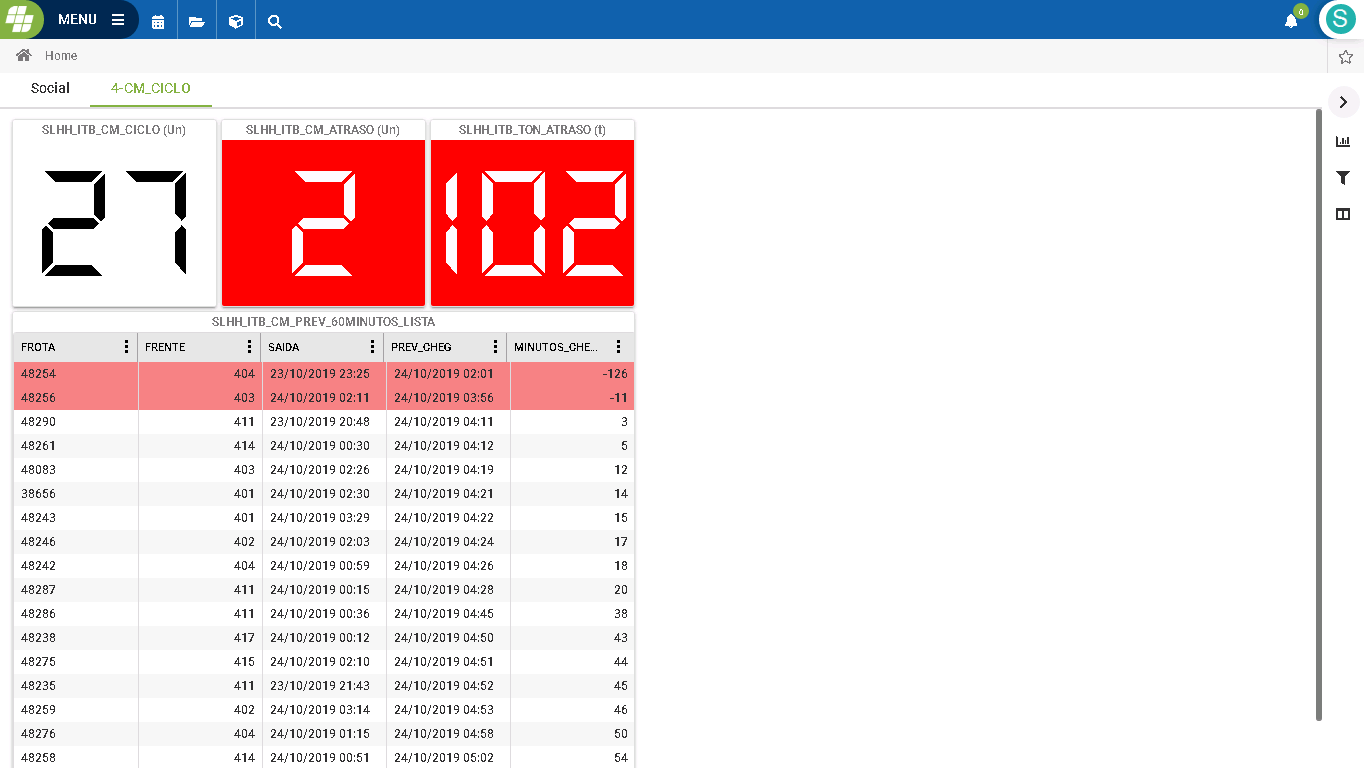 MENU
0
S
Home
Social 4-CM_CICLO
SLHH_ITB_CM_CICLO (Un) SLHH_ITB_CM_ATRASO (Un) SLHH_ITB_TON_ATRASO (t)
27 2 102
SLHH_ITB_CM_PREV_60MINUTOS_LISTA
FROTA FRENTE SAIDA PREV_CHEG MINUTOS_CHE...
48254 404 23/10/2019 23:25 24/10/2019 02:01 -126
48256 403 24/10/2019 02:11 24/10/2019 03:56 -11
48290 411 23/10/2019 20:48 24/10/2019 04:11 3
48261 414 24/10/2019 00:30 24/10/2019 04:12 5
48083 403 24/10/2019 02:26 24/10/2019 04:19 12
38656 401 24/10/2019 02:30 24/10/2019 04:21 14
48243 401 24/10/2019 03:29 24/10/2019 04:22 15
48246 402 24/10/2019 02:03 24/10/2019 04:24 17
48242 404 24/10/2019 00:59 24/10/2019 04:26 18
48287 411 24/10/2019 00:15 24/10/2019 04:28 20
48286 411 24/10/2019 00:36 24/10/2019 04:45 38
48238 417 24/10/2019 00:12 24/10/2019 04:50 43
48275 415 24/10/2019 02:10 24/10/2019 04:51 44
48235 411 23/10/2019 21:43 24/10/2019 04:52 45
48259 402 24/10/2019 03:14 24/10/2019 04:53 46
48276 404 24/10/2019 01:15 24/10/2019 04:58 50
48258 414 24/10/2019 00:51 24/10/2019 05:02 54